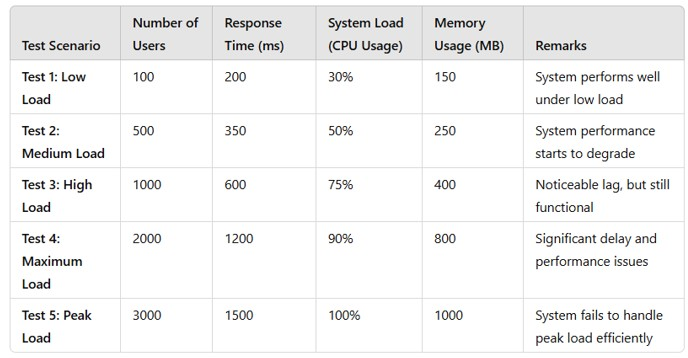 Test Scenario | Number of Users | Response Time (ms) | System Load (CPU Usage) | Memory Usage (MB) | Remarks
Test 1: Low Load | 100 | 200 | 30% | 150 | System performs well under low load
Test 2: Medium Load | 500 | 350 | 50% | 250 | System performance starts to degrade
Test 3: High Load | 1000 | 600 | 75% | 400 | Noticeable lag, but still functional
Test 4: Maximum Load | 2000 | 1200 | 90% | 800 | Significant delay and performance issues
Test 5: Peak Load | 3000 | 1500 | 100% | 1000 | System fails to handle peak load efficiently